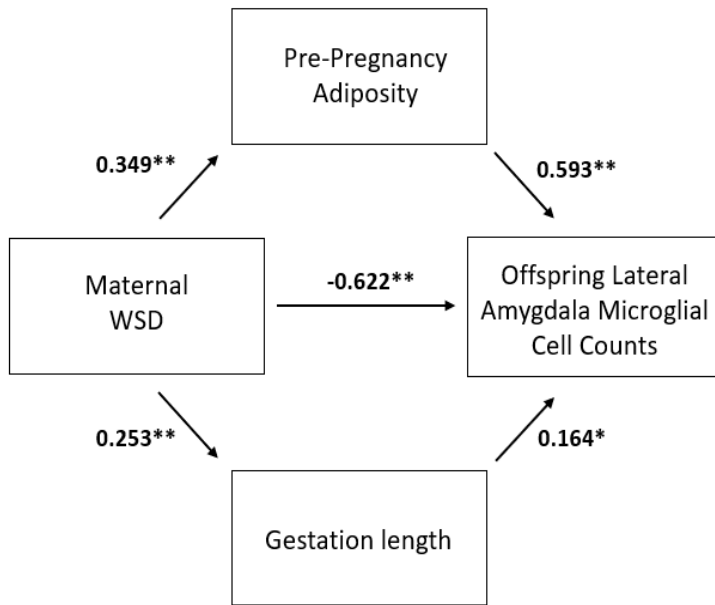 Pre-Pregnancy
Adiposity
0.349**
0.593**
Maternal
WSD
-0.622**
Offspring Lateral
Amygdala Microglial
Cell Counts
0.253**
0.164*
Gestation length